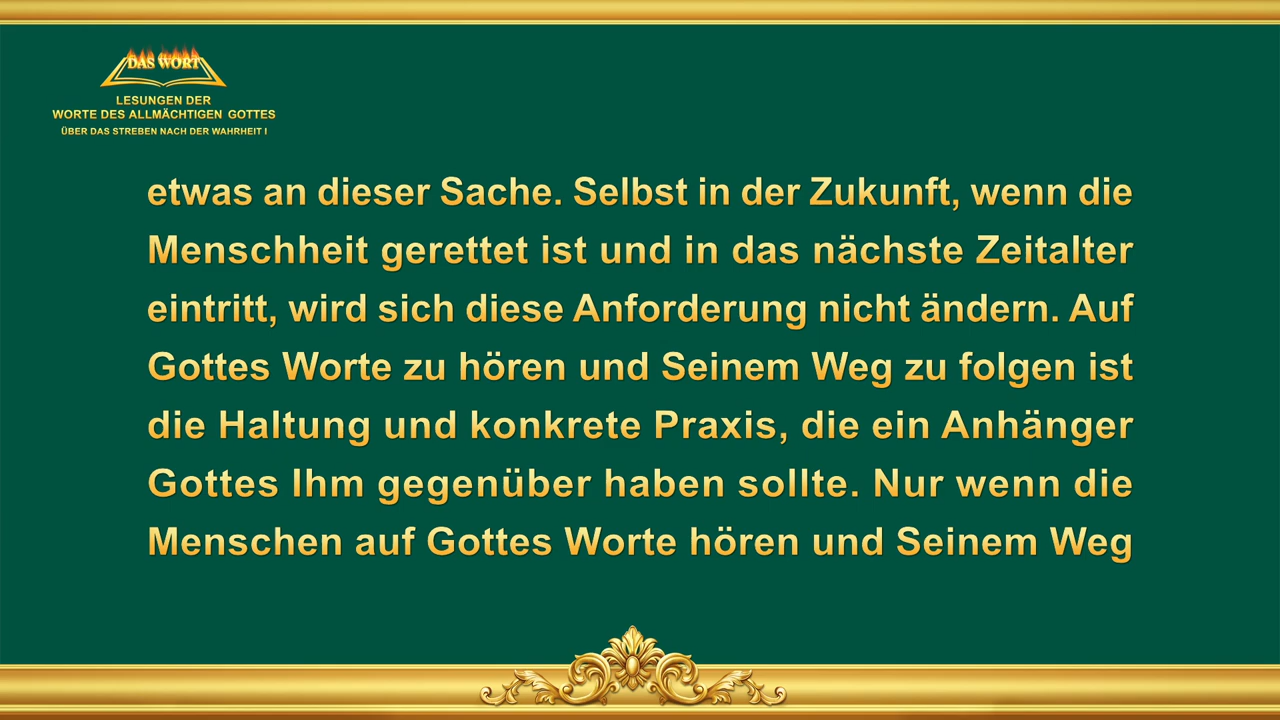 DAS WORT
LESUNGEN DER
WORTE DES ALLMÄCHTIGEN GOTTES
ÜBER DAS STREBEN NACH DER WAHRHEIT I
etwas an dieser Sache. Selbst in der Zukunft, wenn die
Menschheit gerettet ist und in das nächste Zeitalter
eintritt, wird sich diese Anforderung nicht ändern. Auf
Gottes Worte zu hören und Seinem Weg zu folgen ist
die Haltung und konkrete Praxis, die ein Anhänger
Gottes Ihm gegenüber haben sollte. Nur wenn die
Menschen auf Gottes Worte hören und Seinem Weg